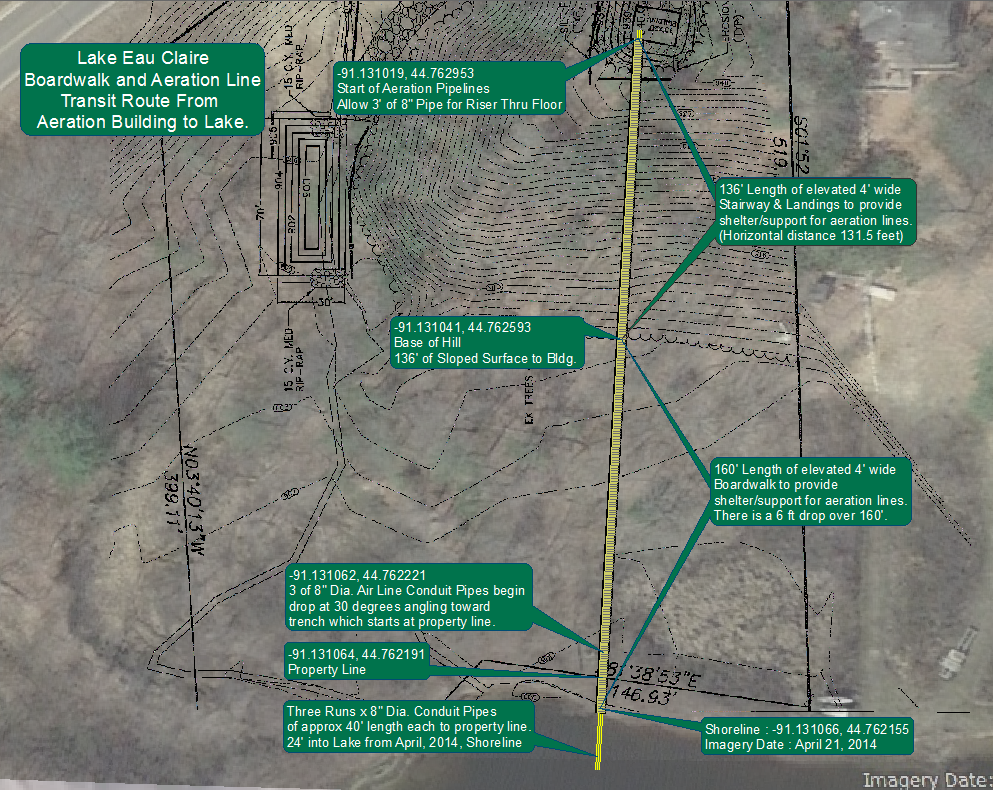 Lake Eau Claire
Boardwalk and Aeration Line
Transit Route From
Aeration Building to Lake.
-91.131019, 44.762953
Start of Aeration Pipelines
Allow 3' of 8" Pipe for Riser Thru Floor
15 C.Y. MED
RIP-RAP
S01°52
519.
136' Length of elevated 4' wide
Stairway & Landings to provide
shelter/support for aeration lines.
(Horizontal distance 131.5 feet)
904
902
70'
30'
-91.131041, 44.762593
Base of Hill
136' of Sloped Surface to Bldg.
15 C.Y. MED
RIP-RAP
EX TREES
N03°40'13"W
399.11'
160' Length of elevated 4' wide
Boardwalk to provide
shelter/support for aeration lines.
There is a 6 ft drop over 160'.
-91.131062, 44.762221
3 of 8" Dia. Air Line Conduit Pipes begin
drop at 30 degrees angling toward
trench which starts at property line.
-91.131064, 44.762191
Property Line
38'53"E
146.93'
Three Runs x 8" Dia. Conduit Pipes
of approx 40' length each to property line.
24' into Lake from April, 2014, Shoreline
Shoreline : -91.131066, 44.762155
Imagery Date : April 21, 2014
Imagery Date: